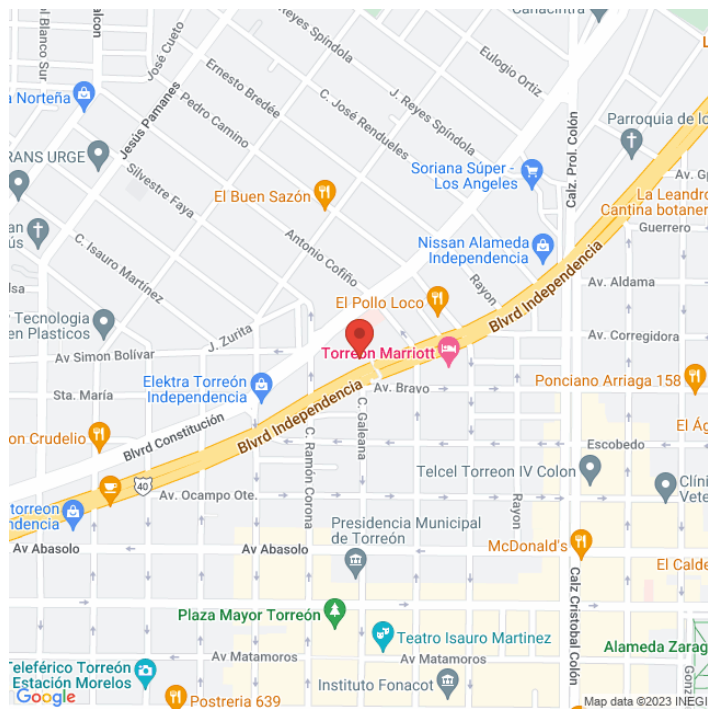 Canacintra
Blanco Sur
Falcon
José Cueto
Reyes Spíndola
Eulogio Ortiz
Ernesto Bredée
C. José Rendueles
J. Reyes Spíndola
Norteña
Pedro Camino
Jesús Pamanes
Calz. Prol. Colón
Parroquia de
TRANS URGE
Soriana Súper -
Los Angeles
Av.
Silvestre Faya
El Buen Sazón
La Leandro
Cantina botaner
Guerrero
C. Isauro Martínez
Antonio Cofiño
Nissan Alameda
Independencia
Rayon
Blvrd Independencia
Av. Aldama
El Pollo Loco
Tecnologia
en Plasticos
J. Zurita
Av. Corregidora
Av Simon Bolívar
Torreón Marriott
Elektra Torreón
Independencia
Sta. María
Blvrd Independencia
Av. Bravo
Ponciano Arriaga 158
on Crudelio
Blvrd Constitución
C. Ramón Corona
C. Galeana
El
Escobedo
Telcel Torreon IV Colon
40
Av. Ocampo Ote.
Rayon
Clíni
Vete
torreon
ndencia
Presidencia Municipal
de Torreón
Av Abasolo
Av Abasolo
McDonald's
El Calde
Calz Cristobal Colón
Plaza Mayor Torreón
Teatro Isauro Martinez
Alameda Zarag
Av Matamoros
Av Matamoros
Teleférico Torreón
Estación Morelos
Instituto Fonacot
Gonz
Google
Postreria 639
Map data ©2023 INEGI